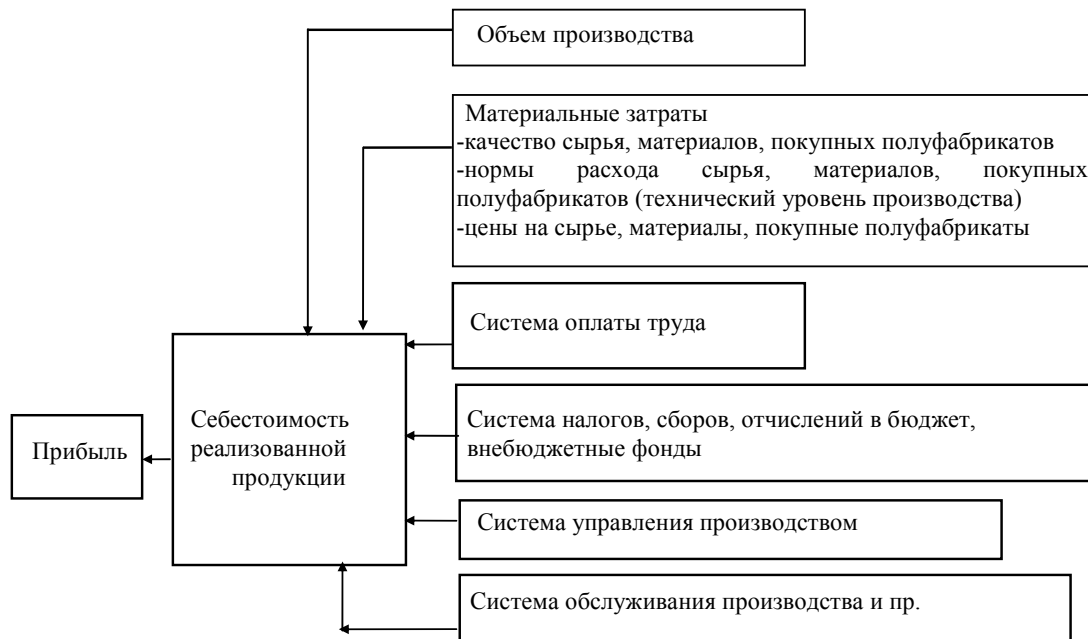 Объем производства
Материальные затраты
-качество сырья, материалов, покупных полуфабрикатов
-нормы расхода сырья, материалов, покупных
полуфабрикатов (технический уровень производства)
-цены на сырье, материалы, покупные полуфабрикаты
Система оплаты труда
Себестоимость
реализованной
продукции
Прибыль
Система налогов, сборов, отчислений в бюджет,
внебюджетные фонды
Система управления производством
Система обслуживания производства и пр.